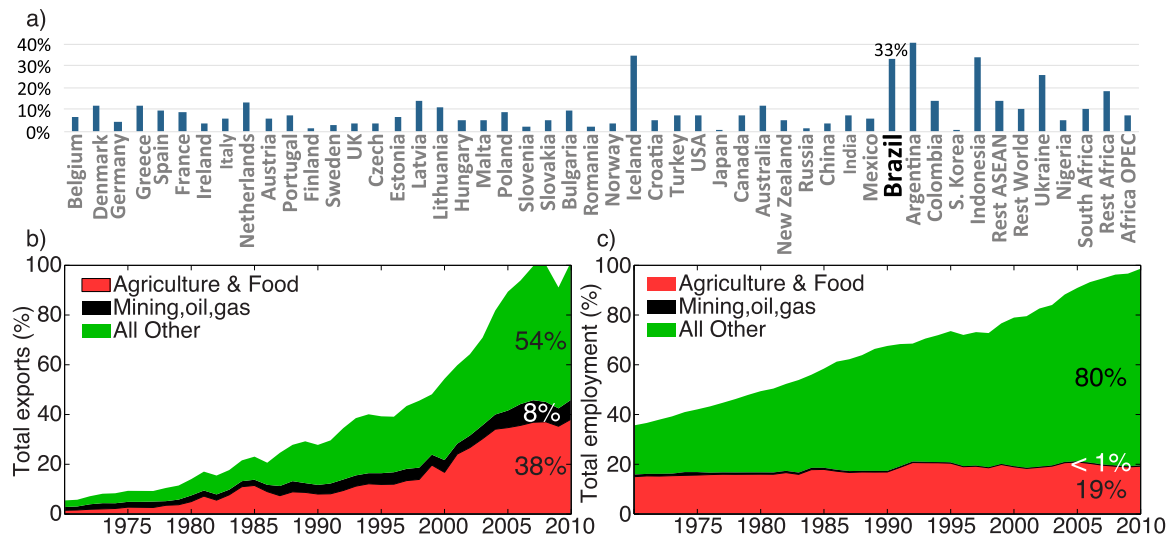 a)
40%
30%
20%
10%
0%
33%
Belgium
Denmark
Germany
Greece
Spain
France
Ireland
Italy
Netherlands
Austria
Portugal
Finland
Sweden
UK
Czech
Estonia
Latvia
Lithuania
Hungary
Malta
Poland
Slovenia
Slovakia
Bulgaria
Romania
Norway
Iceland
Croatia
Turkey
USA
Japan
Canada
Australia
New Zealand
Russia
China
India
Mexico
Brazil
Argentina
Colombia
S. Korea
Indonesia
Rest ASEAN
Rest World
Ukraine
Nigeria
South Africa
Rest Africa
Africa OPEC
b)
Total exports (%)
100
80
60
40
20
0
Agriculture & Food
Mining,oil,gas
All Other
54%
8%
38%
1975 1980 1985 1990 1995 2000 2005 2010
c)
Total employment (%)
100
80
60
40
20
0
Agriculture & Food
Mining,oil,gas
All Other
80%
< 1%
19%
1975 1980 1985 1990 1995 2000 2005 2010